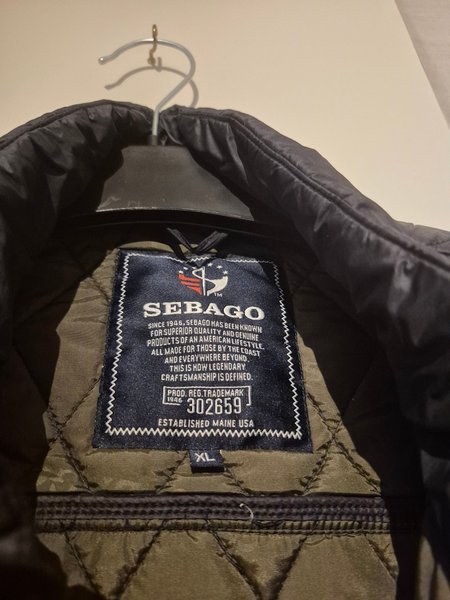 TM
SEBAGO
SINCE 1946, SEBAGO HAS BEEN KNOWN
FOR SUPERIOR QUALITY AND GENUINE
PRODUCTS OF AN AMERICAN LIFESTYLE.
ALL MADE FOR THOSE BY THE COAST
AND EVERYWHERE BEYOND.
THIS IS HOW LEGENDARY
CRAFTSMANSHIP IS DEFINED.
PROD. REG. TRADEMARK
1946 302659
ESTABLISHED MAINE USA
XL